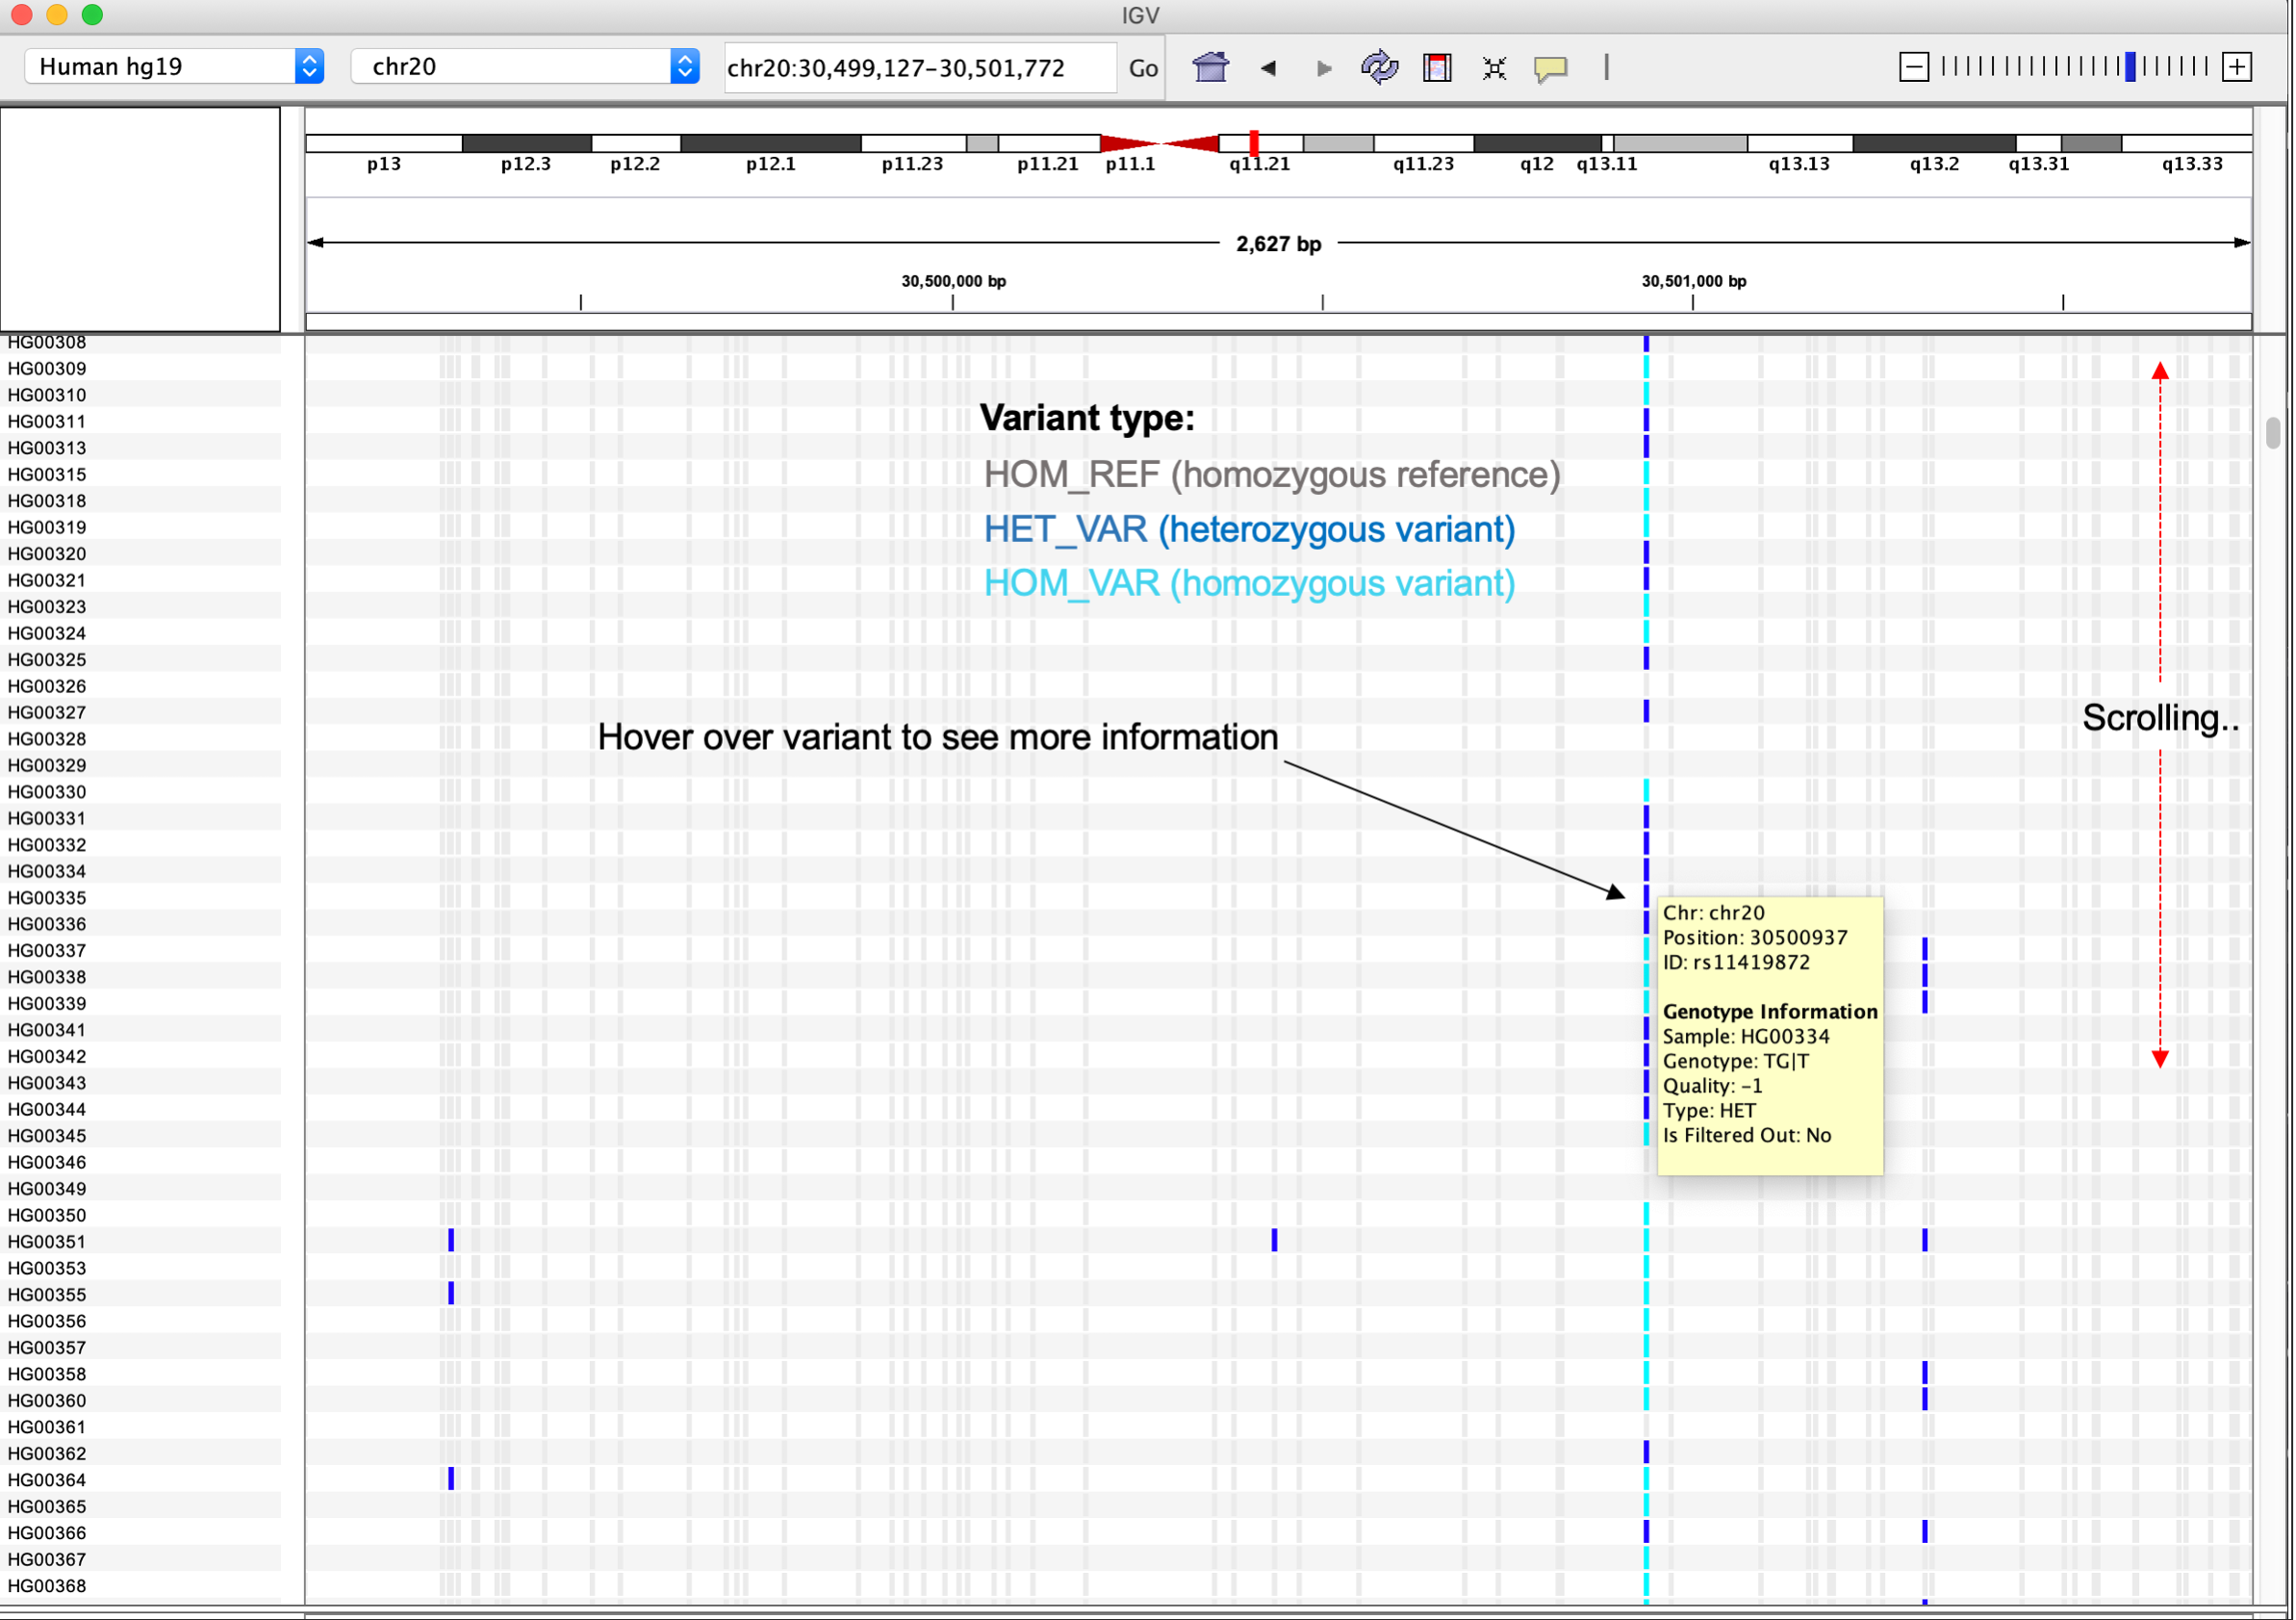 IGV
Human hg19
chr20
chr20:30,499,127-30,501,772
Go
p13 p12.3 p12.2 p12.1 p11.23 p11.21 p11.1 q11.21 q11.23 q12 q13.11 q13.13 q13.2 q13.31 q13.33
2,627 bp
30,500,000 bp 30,501,000 bp
HG00308
HG00309
HG00310
HG00311
HG00313
HG00315
HG00318
HG00319
HG00320
HG00321
HG00323
HG00324
HG00325
HG00326
HG00327
HG00328
HG00329
HG00330
HG00331
HG00332
HG00334
HG00335
HG00336
HG00337
HG00338
HG00339
HG00341
HG00342
HG00343
HG00344
HG00345
HG00346
HG00349
HG00350
HG00351
HG00353
HG00355
HG00356
HG00357
HG00358
HG00360
HG00361
HG00362
HG00364
HG00365
HG00366
HG00367
HG00368
Variant type:
HOM_REF (homozygous reference)
HET_VAR (heterozygous variant)
HOM_VAR (homozygous variant)
Hover over variant to see more information
Scrolling..
Chr: chr20
Position: 30500937
ID: rs11419872
Genotype Information
Sample: HG00334
Genotype: TG|T
Quality: -1
Type: HET
Is Filtered Out: No